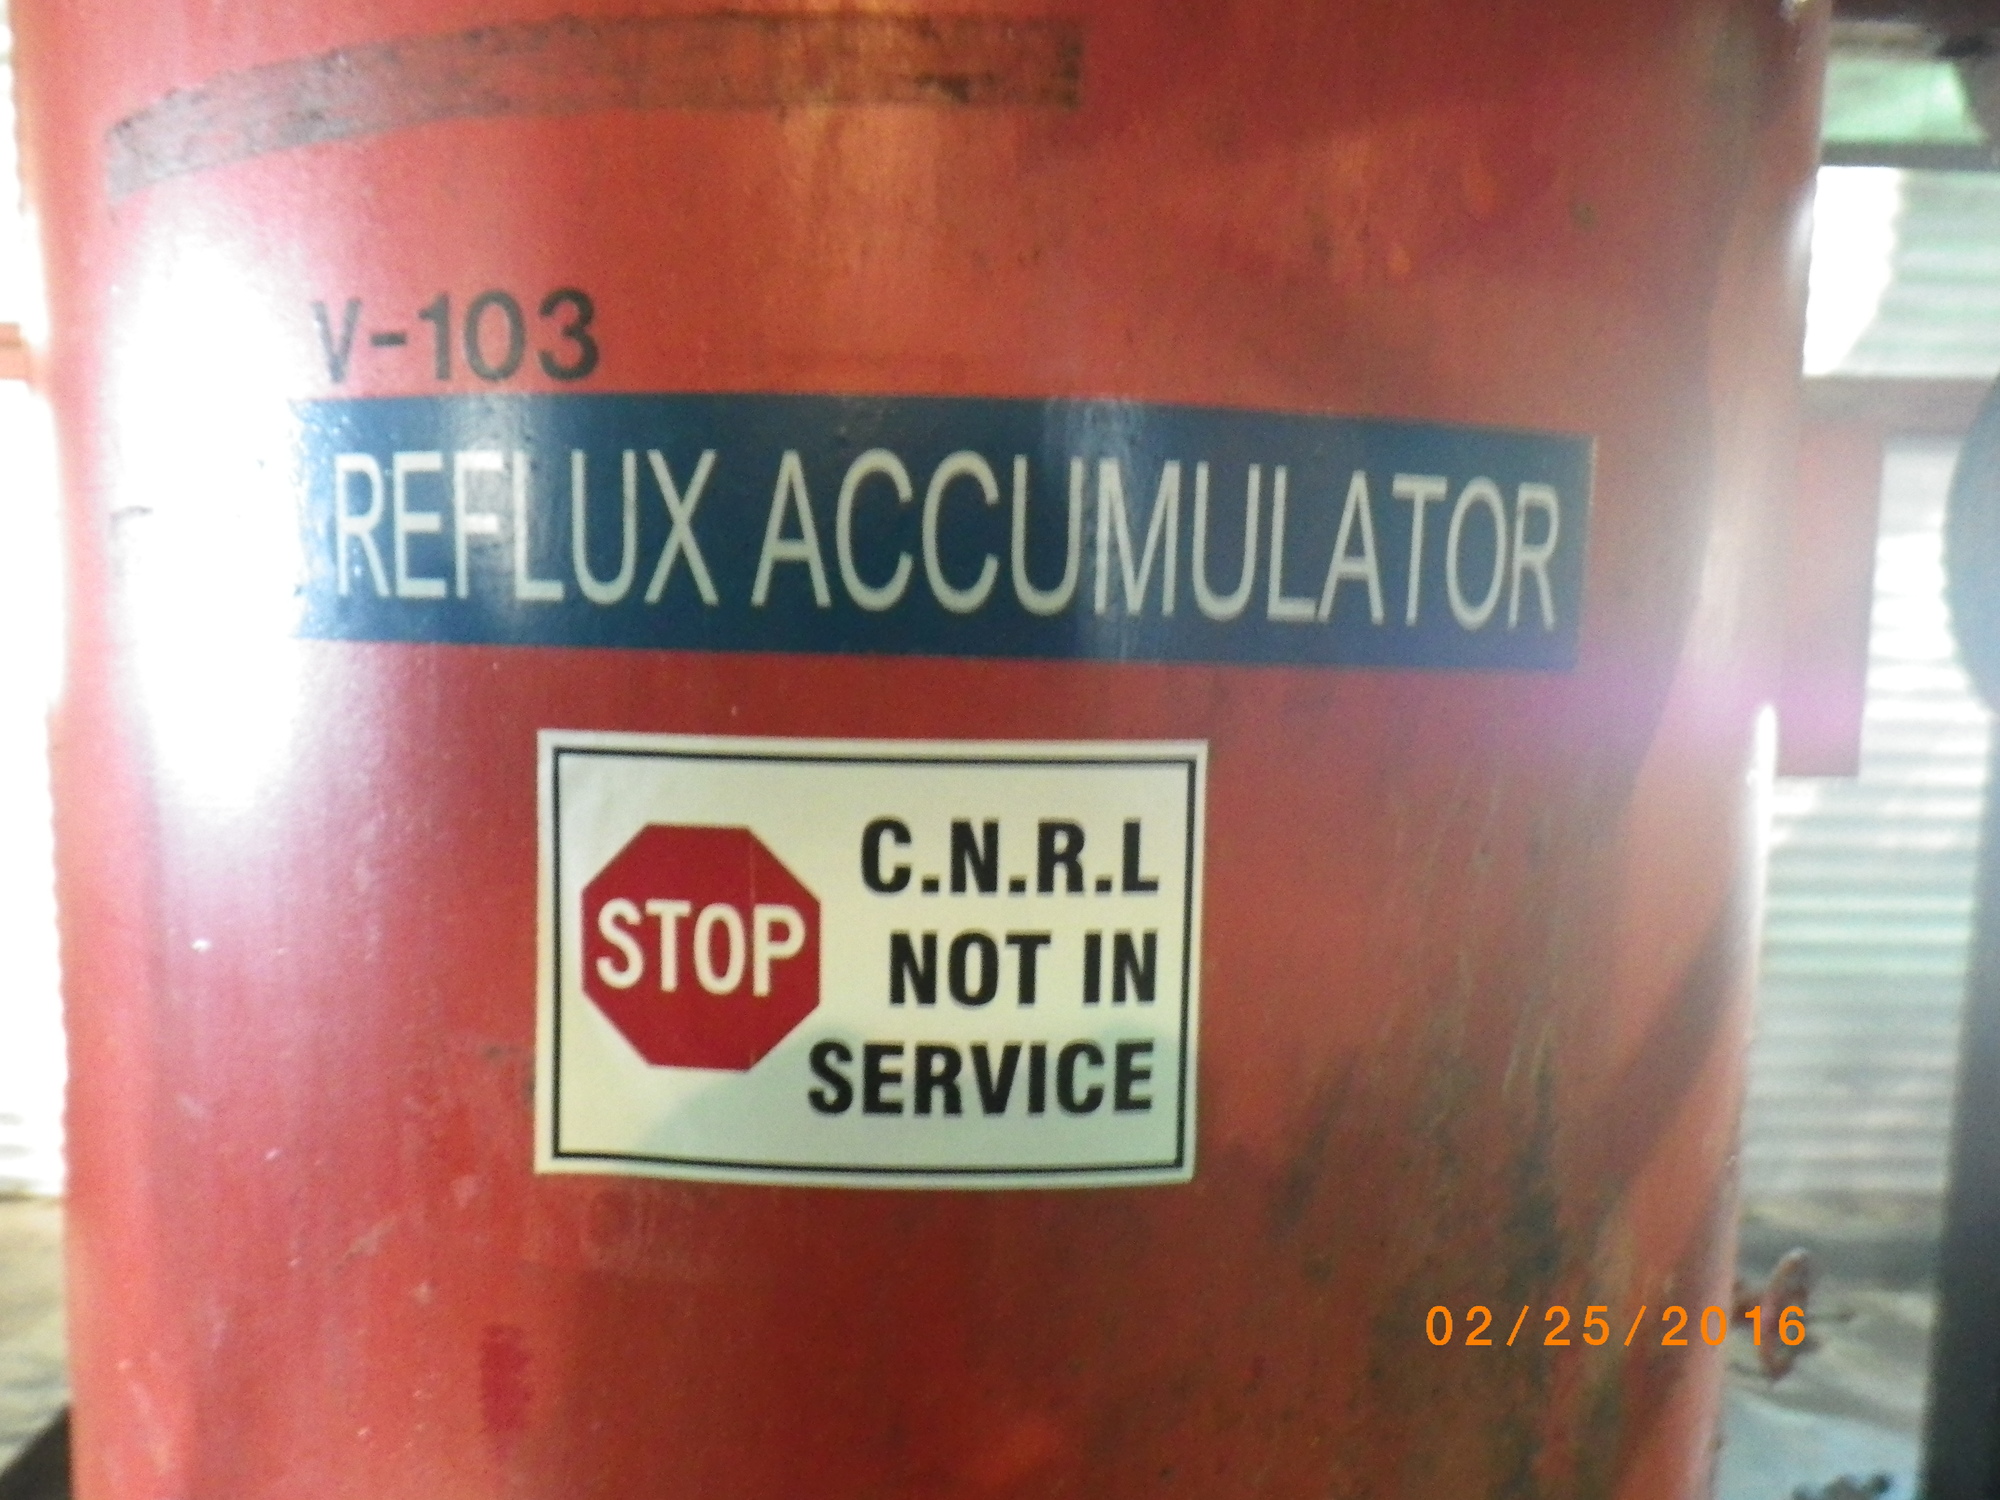 V-103
REFLUX ACCUMULATOR
STOP
C.N.R.L
NOT IN
SERVICE
02/25/2016